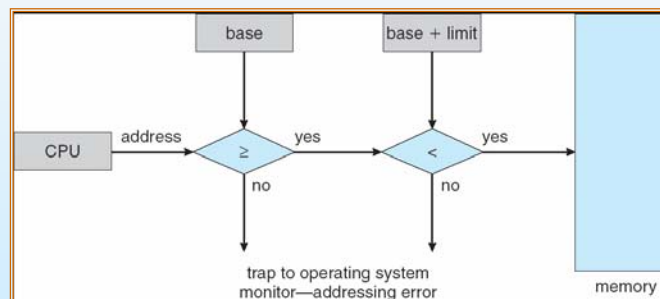 base
base + limit
address
yes
yes
CPU
≥
<
no
no
trap to operating system
monitor—addressing error
memory